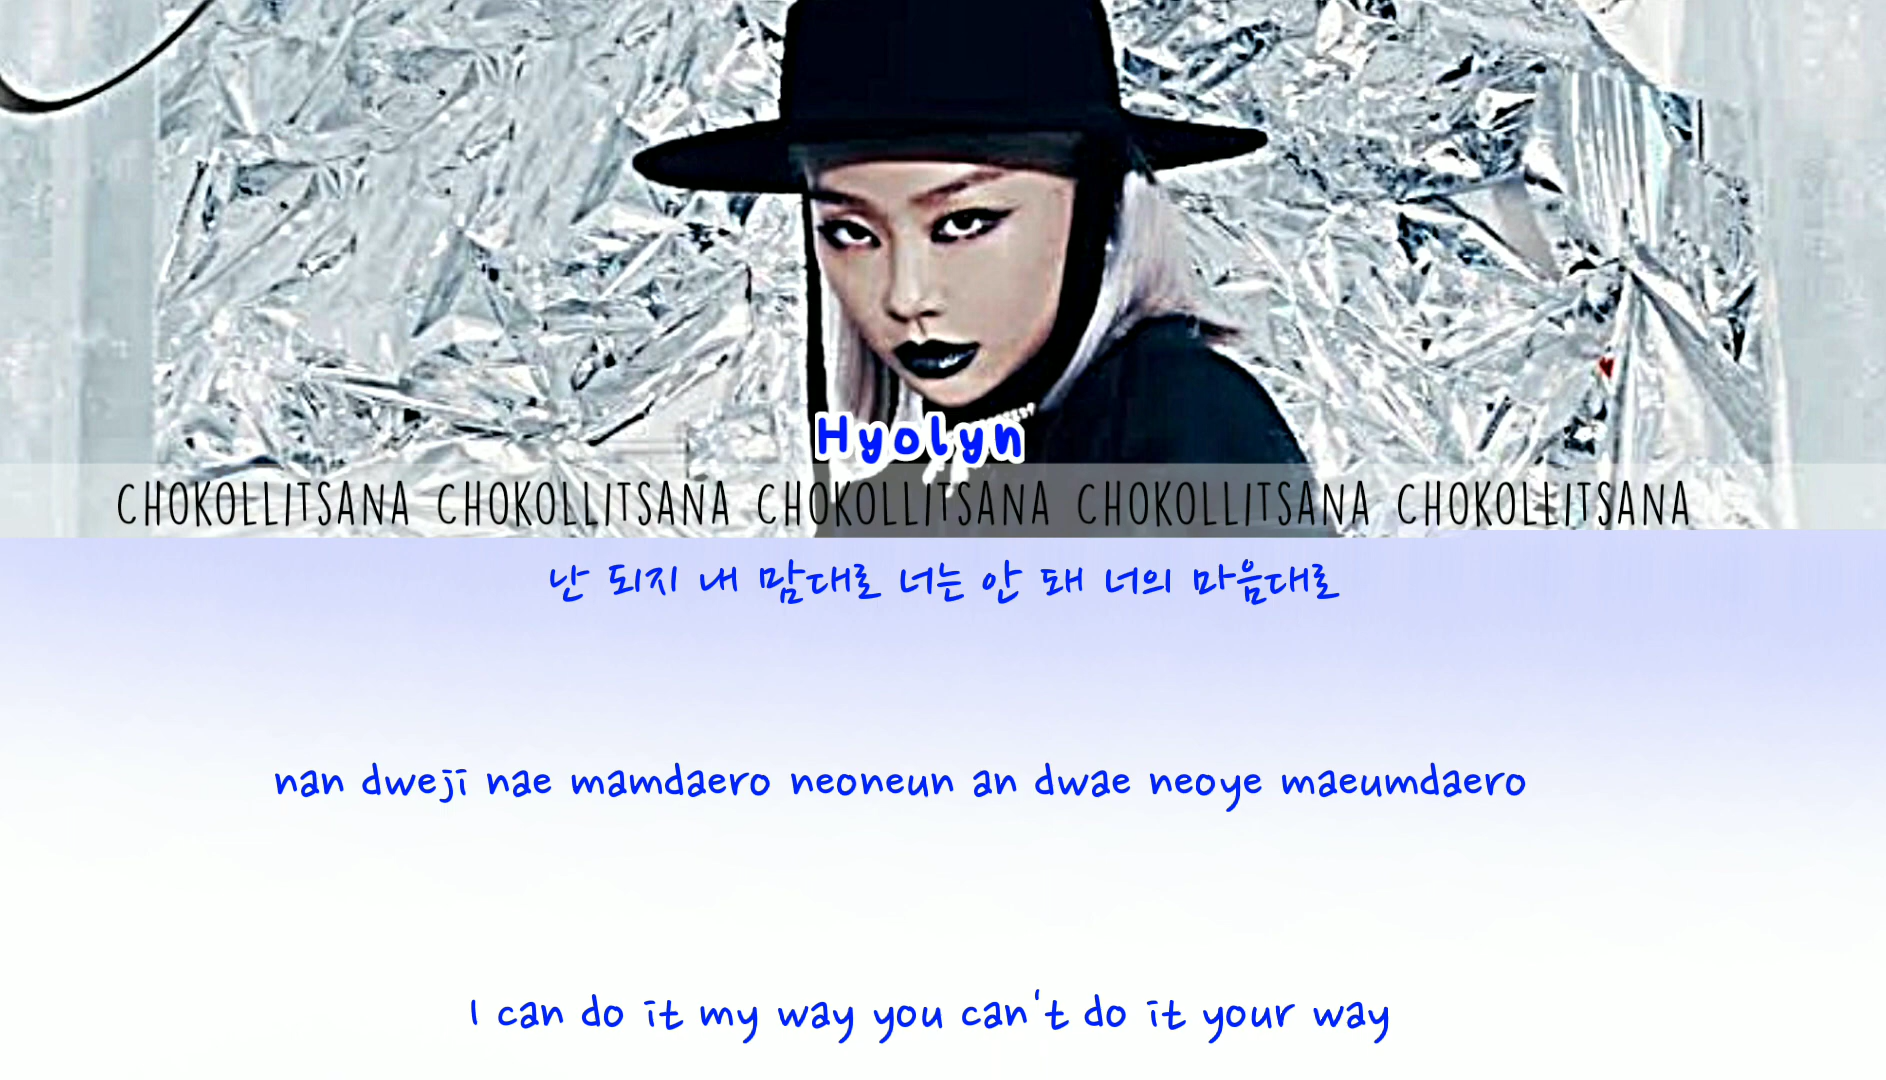 Hyolyn
CHOKOLLITSANA CHOKOLLITSANA CHOKOLLITSANA CHOKOLLITSANA CHOKOLLITSANA
난 되지 내 맘대로 너는 안 돼 너의 마음대로
nan dweji nae mamdaero neoneun an dwae neoye maeumdaero
I can do it my way you can't do it your way